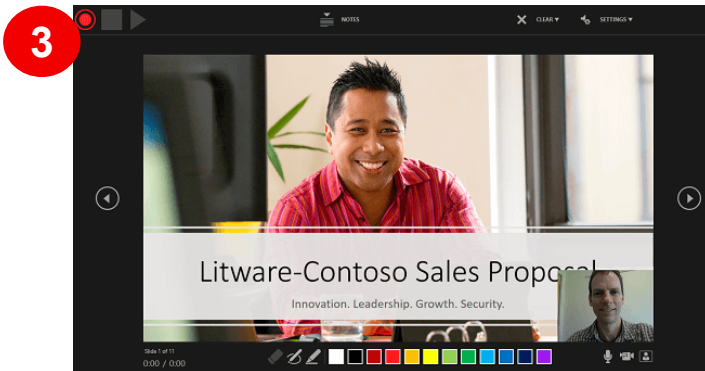 3
NOTES
CLEAR ▼
SETTINGS ▼
Litware-Contoso Sales Proposal
Innovation. Leadership. Growth. Security.
Slide 1 of 11
0:00 / 0:00